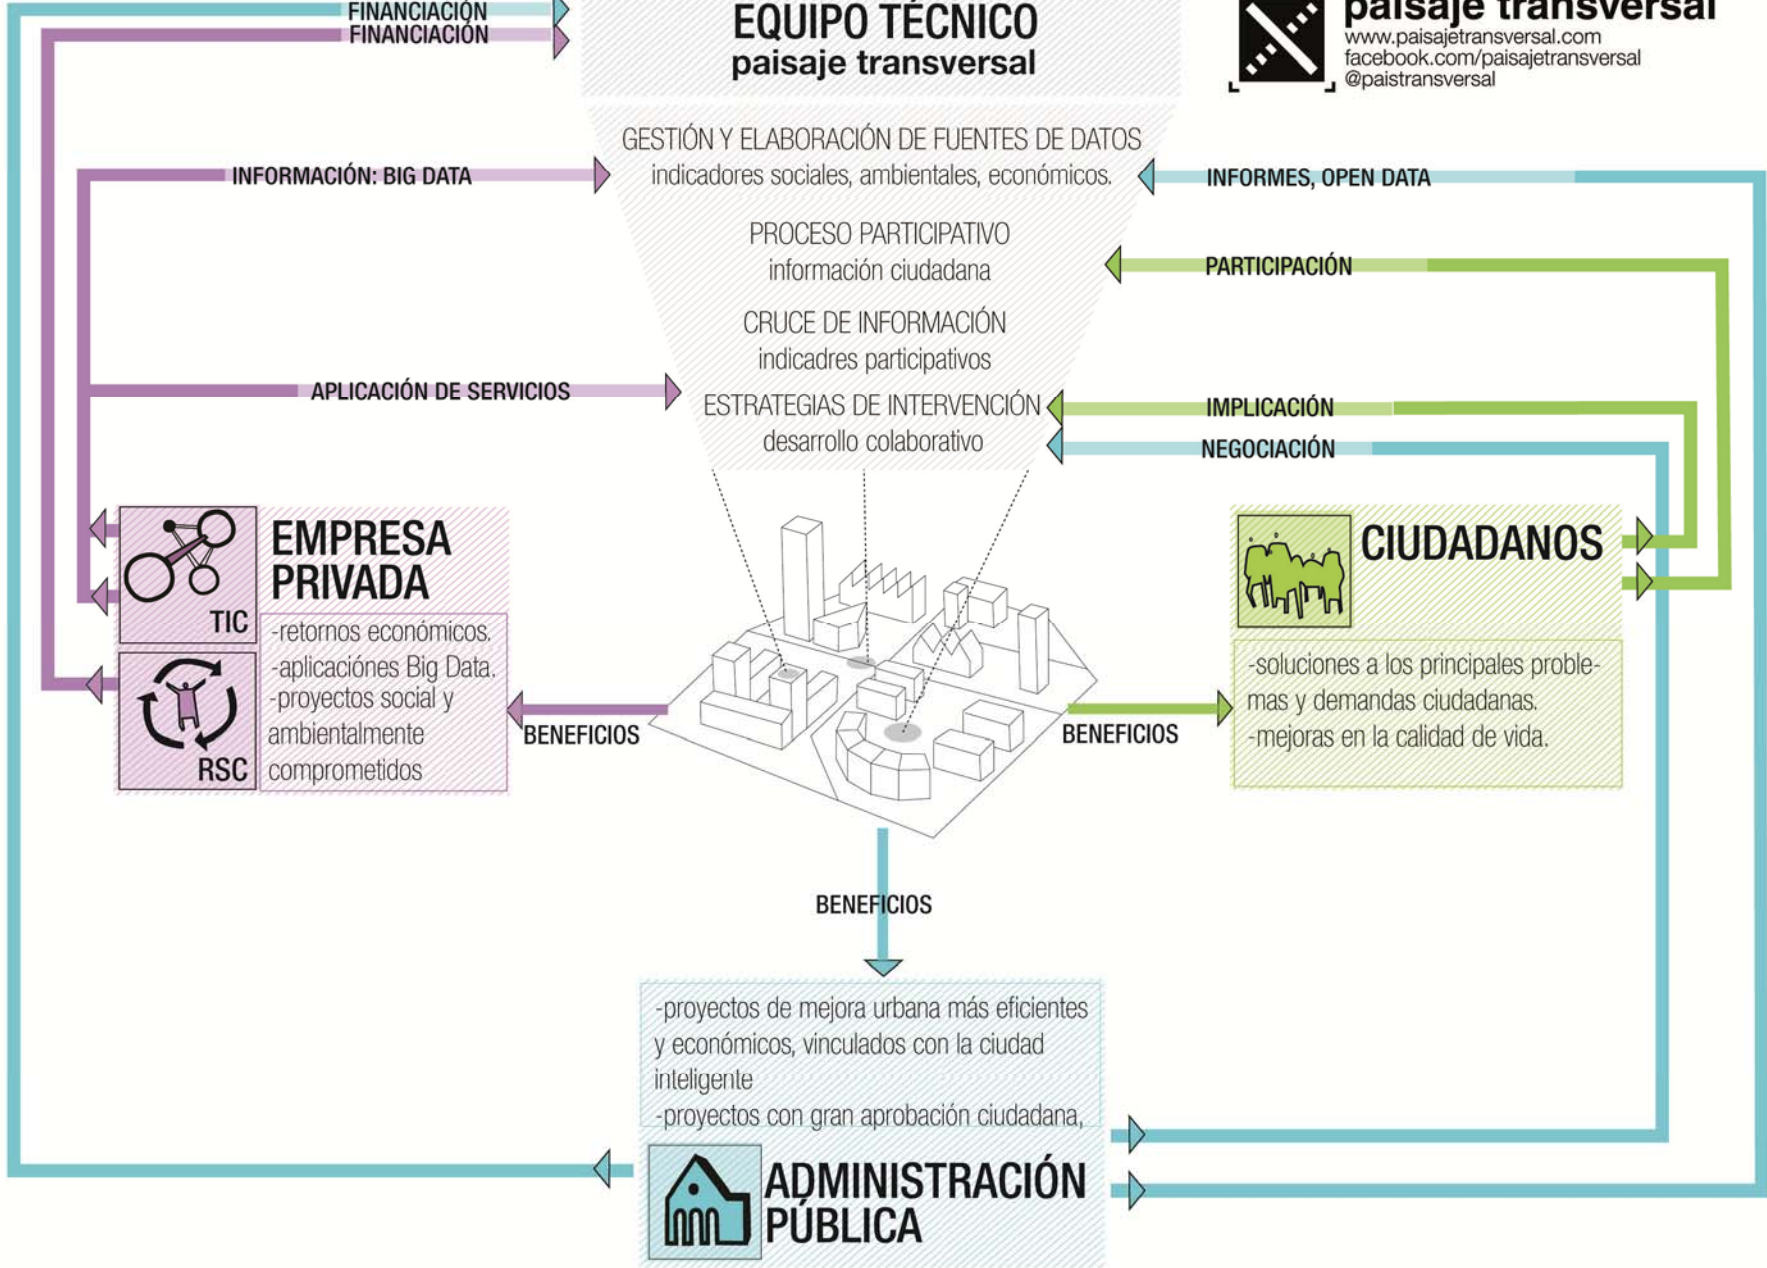 FINANCIACIÓN
FINANCIACIÓN
EQUIPO TÉCNICO
paisaje transversal
paisaje transversal
www.paisajetransversal.com
facebook.com/paisajetransversal
@paistransversal
GESTIÓN Y ELABORACIÓN DE FUENTES DE DATOS
indicadores sociales, ambientales, económicos.
INFORMACIÓN: BIG DATA
INFORMES, OPEN DATA
PROCESO PARTICIPATIVO
información ciudadana
PARTICIPACIÓN
CRUCE DE INFORMACIÓN
indicadres participativos
APLICACIÓN DE SERVICIOS
ESTRATEGIAS DE INTERVENCIÓN
desarrollo colaborativo
IMPLICACIÓN
NEGOCIACIÓN
EMPRESA
PRIVADA
TIC
RSC
-retornos económicos.
-aplicaciónes Big Data.
-proyectos social y
ambientalmente
comprometidos
BENEFICIOS
CIUDADANOS
-soluciones a los principales proble-
mas y demandas ciudadanas.
-mejoras en la calidad de vida.
BENEFICIOS
BENEFICIOS
-proyectos de mejora urbana más eficientes
y económicos, vinculados con la ciudad
inteligente
-proyectos con gran aprobación ciudadana,
ADMINISTRACIÓN
PÚBLICA